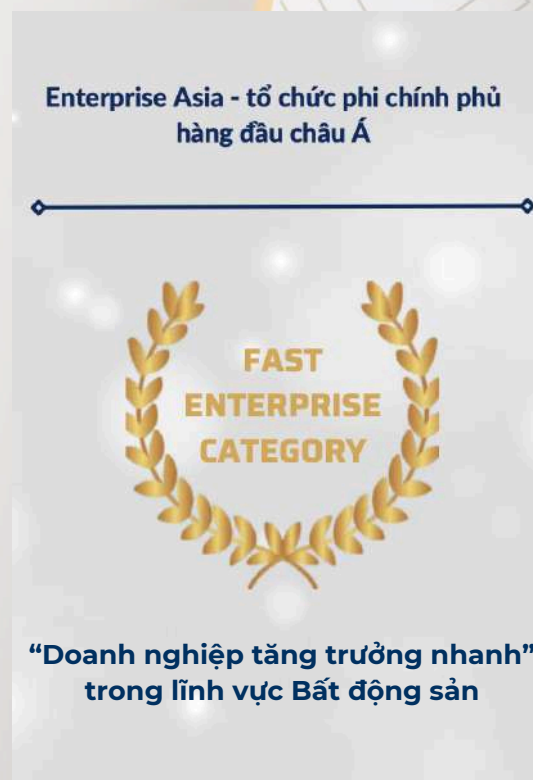 Enterprise Asia - tổ chức phi chính phủ
hàng đầu châu Á
FAST
ENTERPRISE
CATEGORY
“Doanh nghiệp tăng trưởng nhanh”
trong lĩnh vực Bất động sản